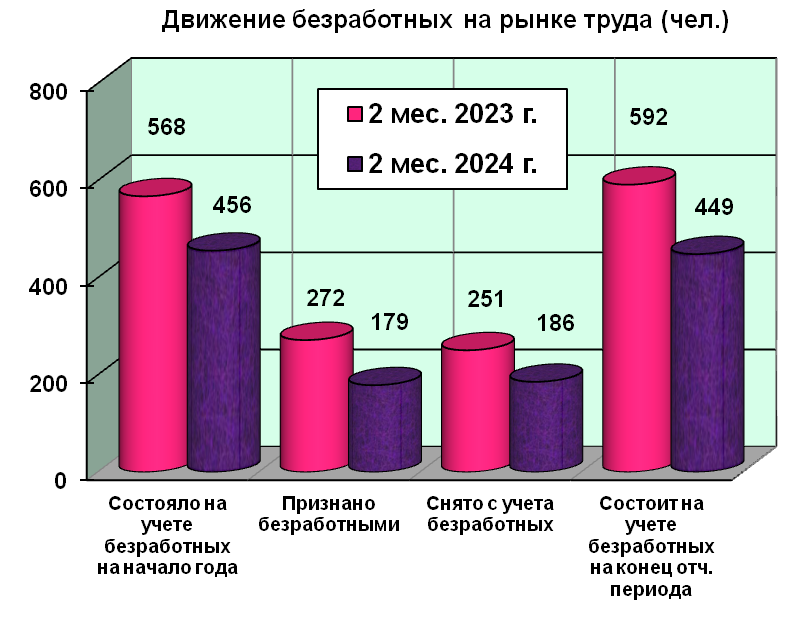 Движение безработных на рынке труда (чел.)
800
600
400
200
0
2 мес. 2023 г.
2 мес. 2024 г.
568
456
272
179
251
186
592
449
Состояло на
учете
безработных
на начало года
Признано
безработными
Снято с учета
безработных
Состоит на
учете
безработных
на конец отч.
периода